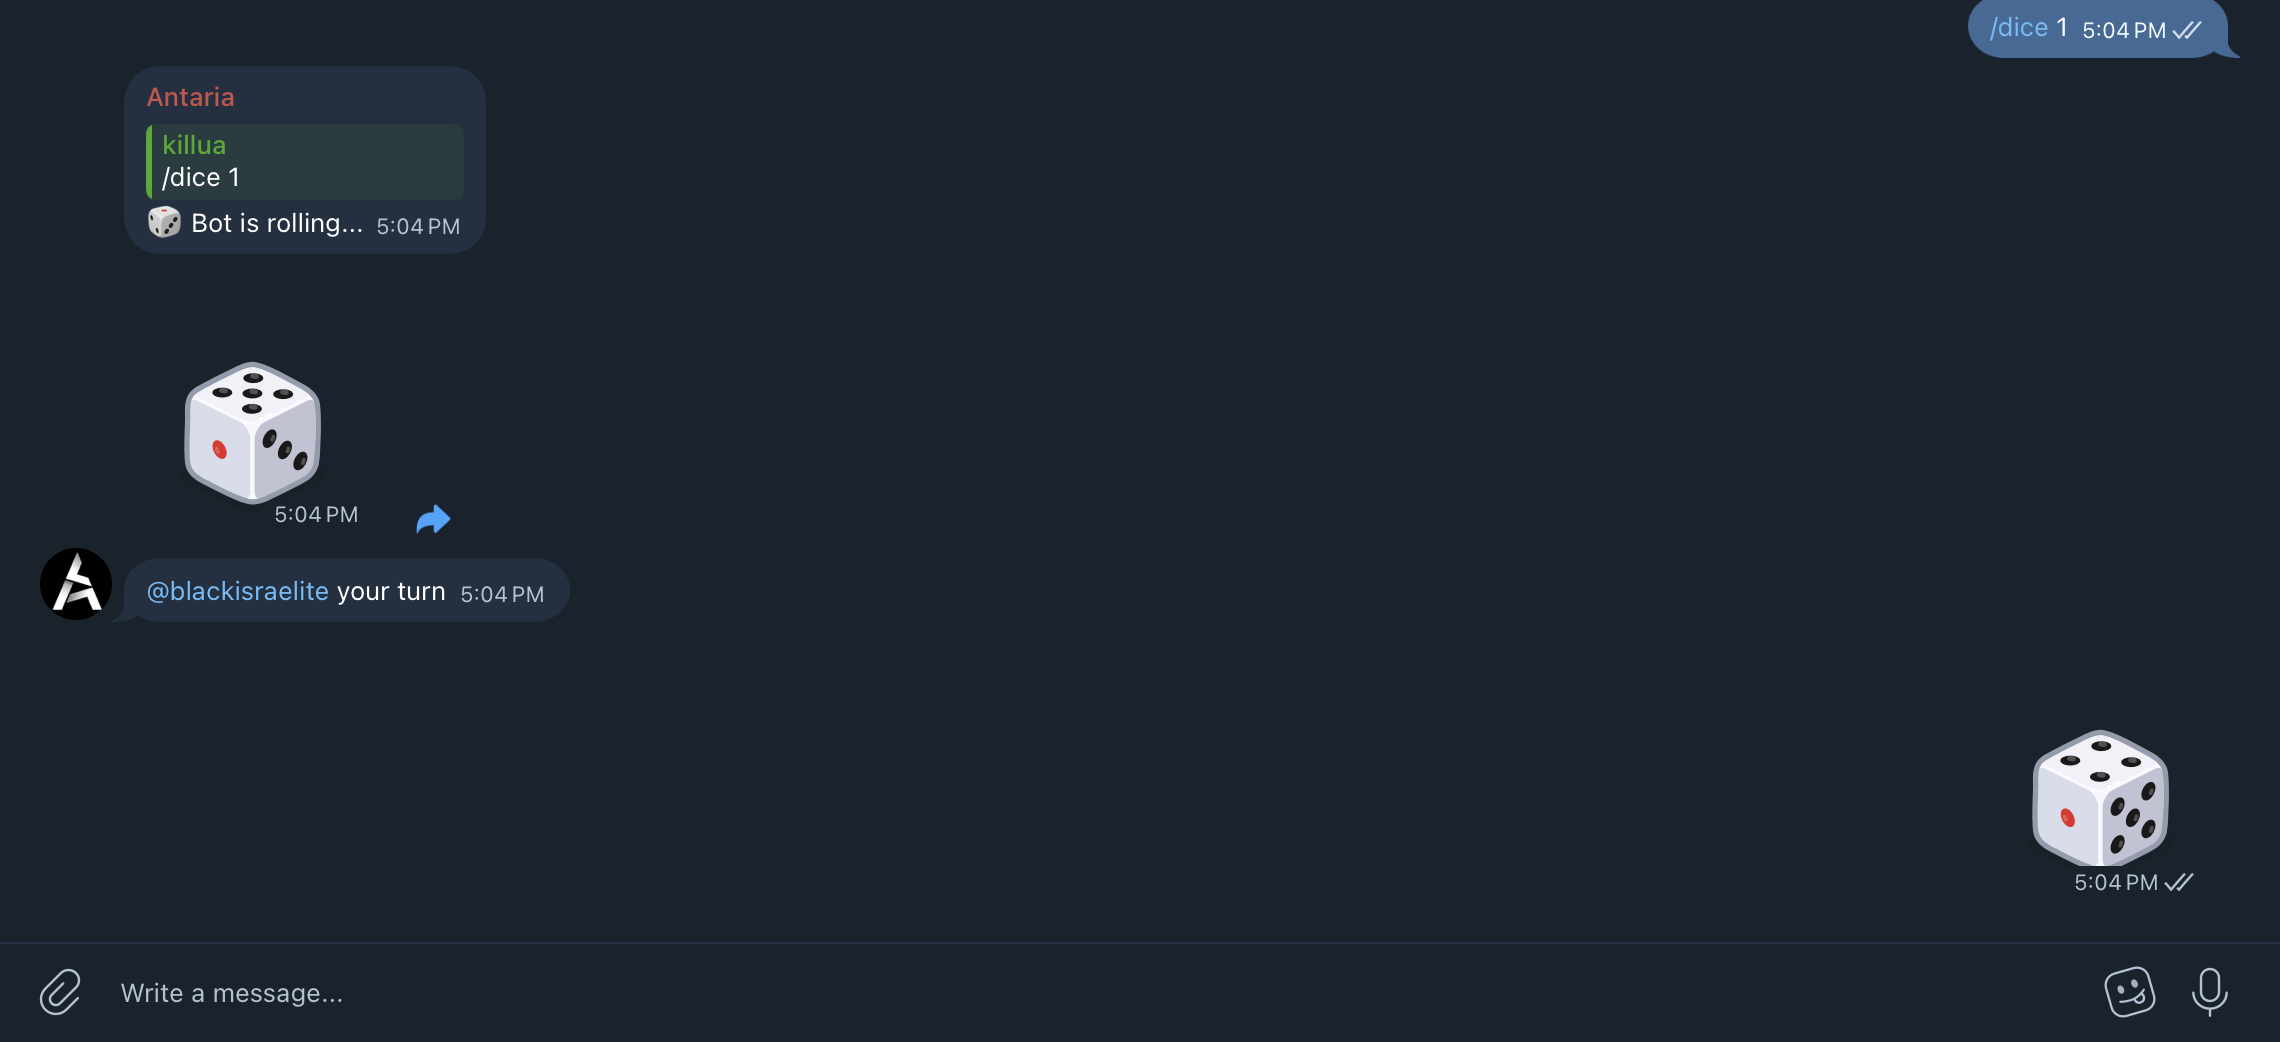 /dice 1 5:04 PM
Antaria
killua
/dice 1
🎲 Bot is rolling... 5:04 PM
5:04 PM
@blackisraelite your turn 5:04 PM
5:04 PM
Write a message...